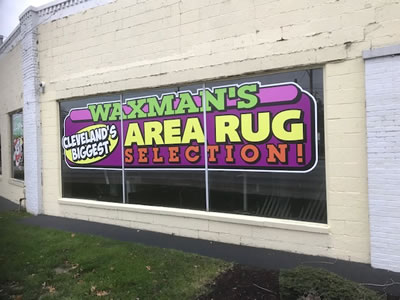 WAXMAN'S
CLEVELAND'S
BIGGEST
AREA RUG
SELECTION!